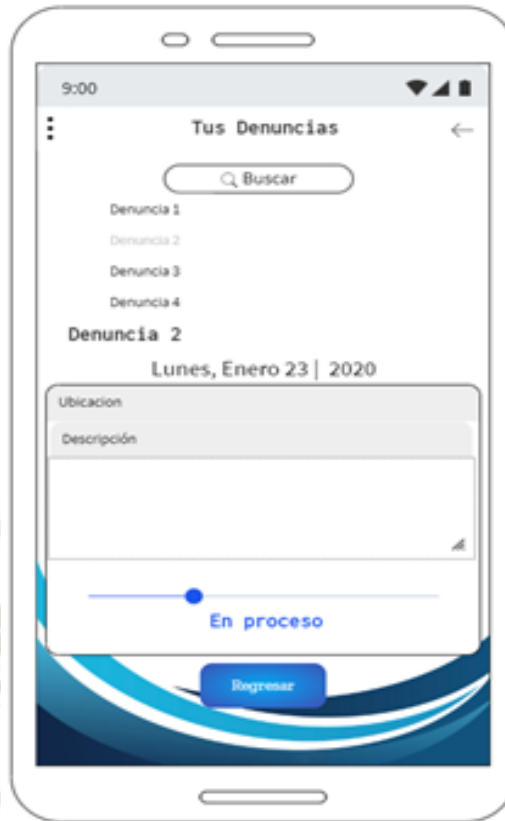 9:00
Tus Denuncias
Buscar
Denuncia 1
Denuncia 2
Denuncia 3
Denuncia 4
Denuncia 2
Lunes, Enero 23 | 2020
Ubicacion
Descripción
En proceso
Regresar